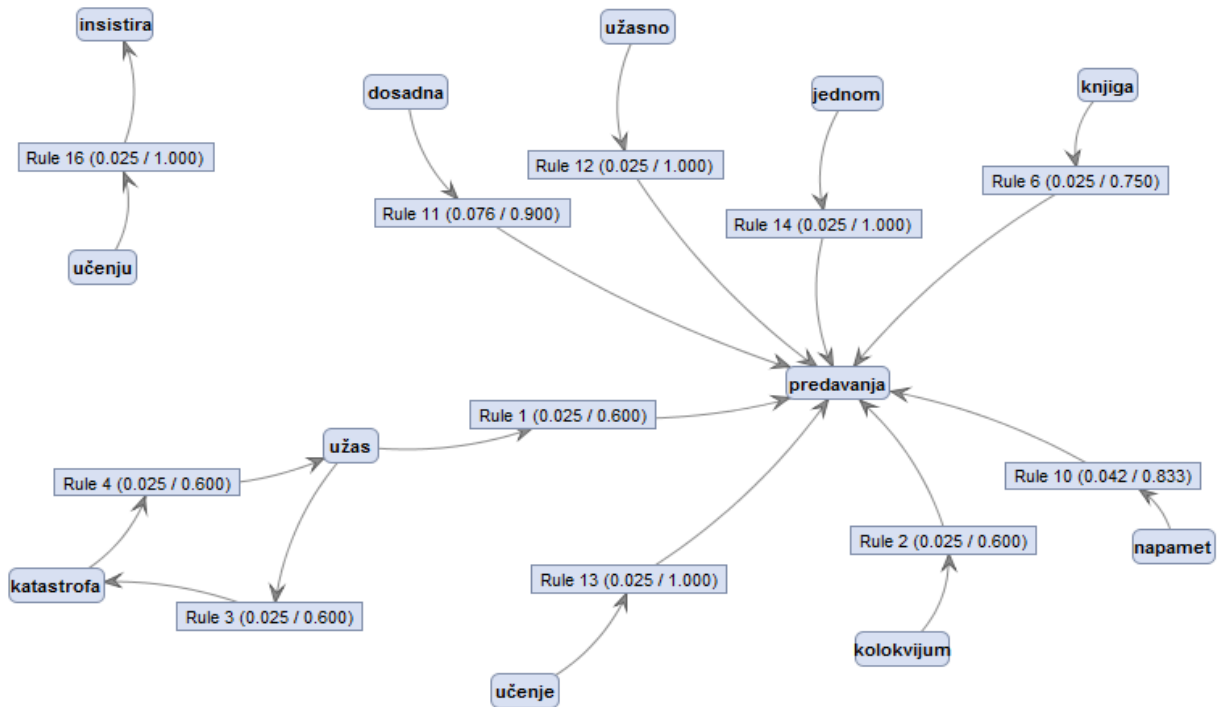 insistira
užasno
dosadna
jednom
knjiga
Rule 16 (0.025 / 1.000)
Rule 12 (0.025 / 1.000)
Rule 6 (0.025 / 0.750)
Rule 11 (0.076 / 0.900)
Rule 14 (0.025 / 1.000)
učenju
predavanja
Rule 1 (0.025 / 0.600)
užas
Rule 4 (0.025 / 0.600)
Rule 10 (0.042 / 0.833)
Rule 2 (0.025 / 0.600)
napamet
katastrofa
Rule 13 (0.025 / 1.000)
Rule 3 (0.025 / 0.600)
kolokvijum
učenje